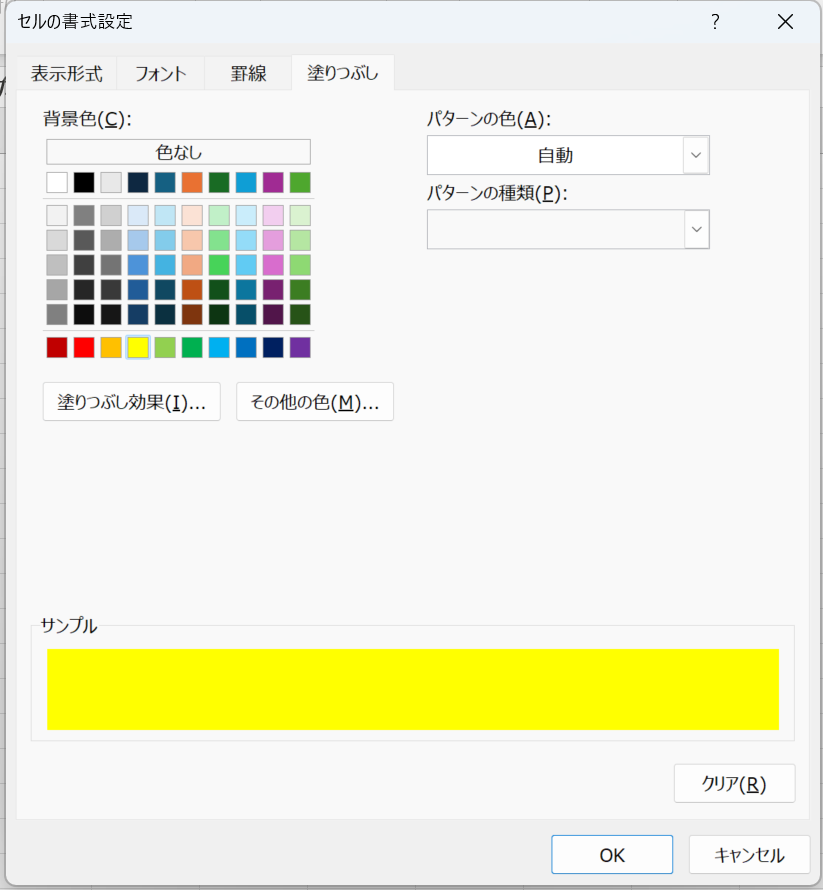 セルの書式設定 ?
表示形式 フォント 罫線 塗りつぶし
背景色(C):
色なし
パターンの色(A):
自動
パターンの種類(P):
塗りつぶし効果(I)... その他の色(M)...
サンプル
クリア(R)
OK キャンセル